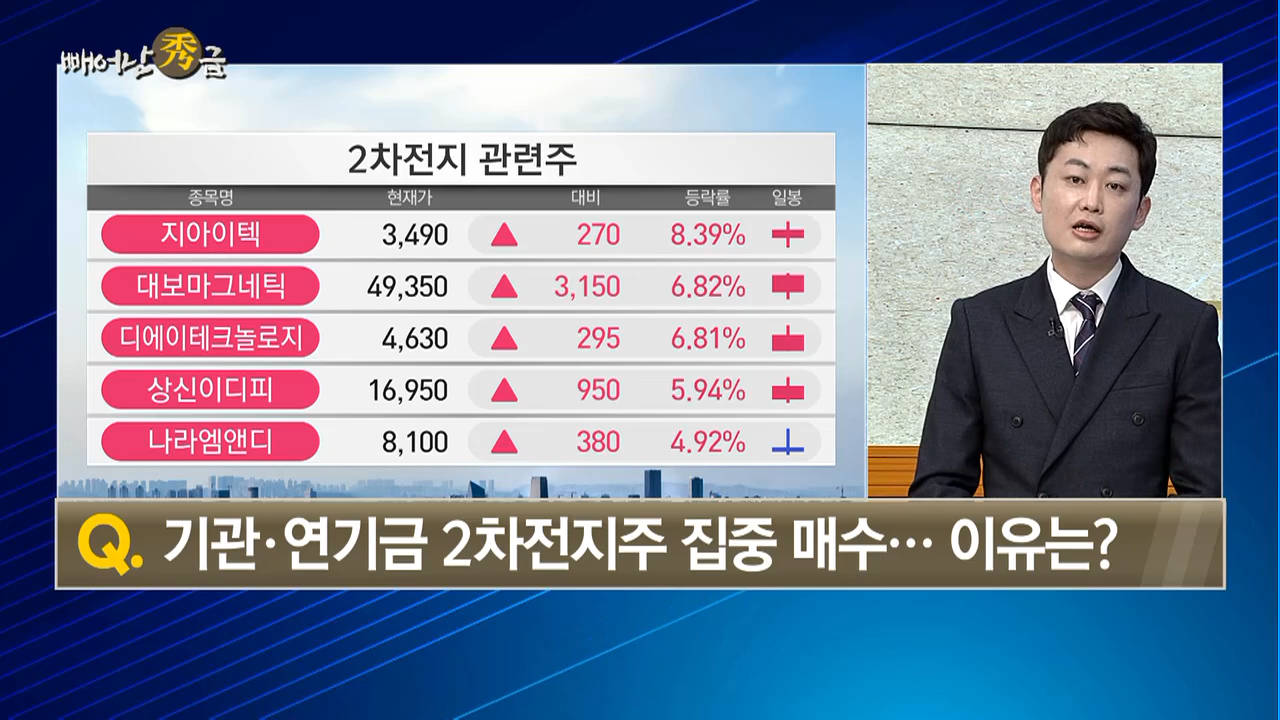 빼어날 秀 금
2차전지 관련주
종목명 현재가 대비 등락률 일봉
지아이텍 3,490 ▲ 270 8.39%
대보마그네틱 49,350 ▲ 3,150 6.82%
디에이테크놀로지 4,630 ▲ 295 6.81%
상신이디피 16,950 ▲ 950 5.94%
나라엠앤디 8,100 ▲ 380 4.92%
Q. 기관·연기금 2차전지주 집중 매수… 이유는?